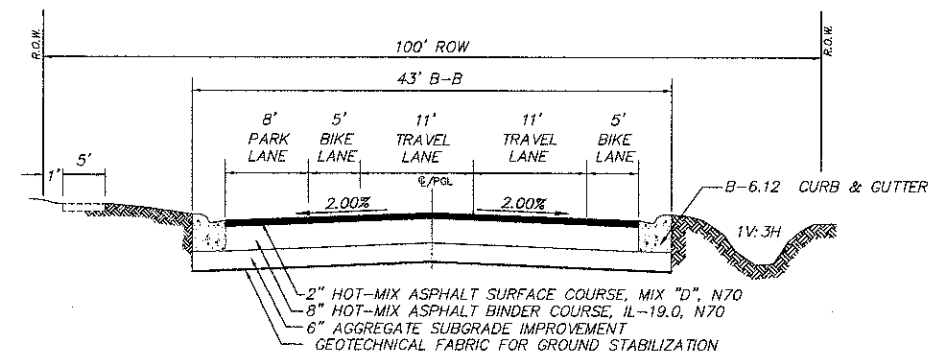 R.O.W.
R.O.W.
100' ROW
43' B-B
8'
PARK
LANE
5'
BIKE
LANE
11'
TRAVEL
LANE
11'
TRAVEL
LANE
5'
BIKE
LANE
1'
5'
℄/PGL
2.00%
2.00%
B-6.12 CURB & GUTTER
1V:3H
2" HOT-MIX ASPHALT SURFACE COURSE, MIX "D", N70
8" HOT-MIX ASPHALT BINDER COURSE, IL-19.0, N70
6" AGGREGATE SUBGRADE IMPROVEMENT
GEOTECHNICAL FABRIC FOR GROUND STABILIZATION